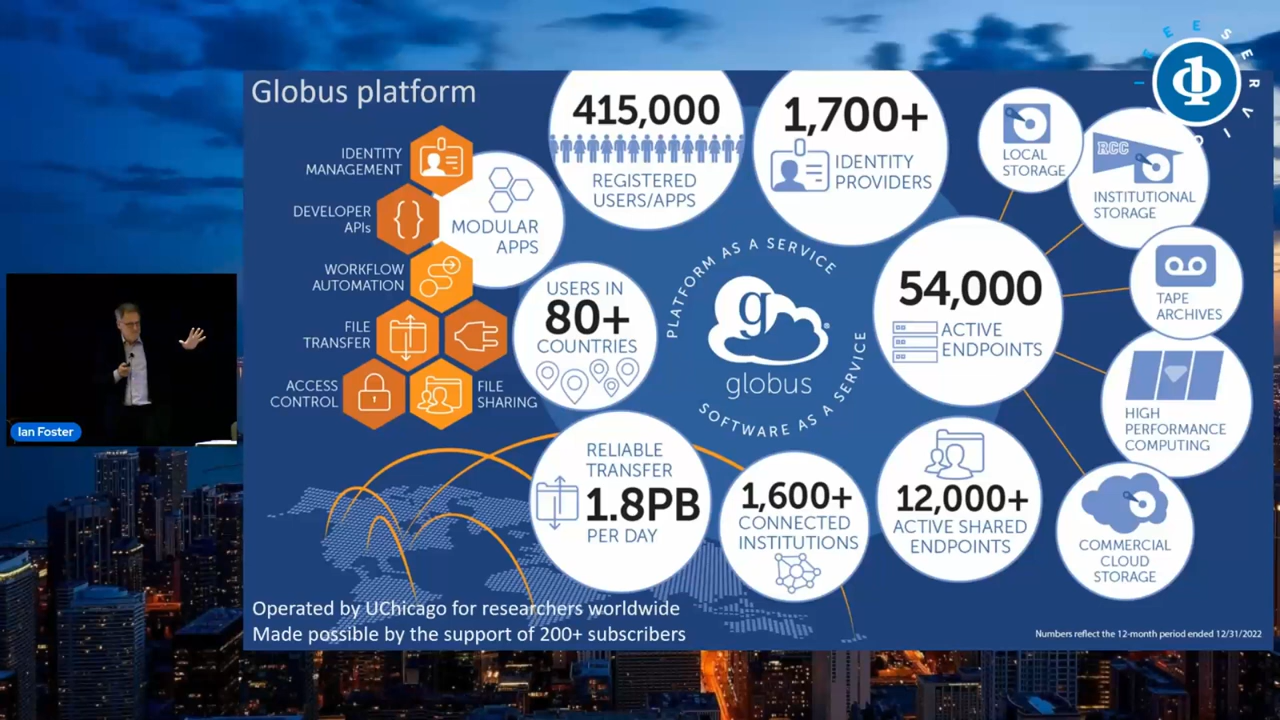 Globus platform
IDENTITY
MANAGEMENT
DEVELOPER
APIs
WORKFLOW
AUTOMATION
FILE
TRANSFER
ACCESS
CONTROL
FILE
SHARING
MODULAR
APPS
415,000
REGISTERED
USERS/APPS
1,700+
IDENTITY
PROVIDERS
USERS IN
80+
COUNTRIES
PLATFORM AS A SERVICE
g
globus
SOFTWARE AS A SERVICE
54,000
ACTIVE
ENDPOINTS
LOCAL
STORAGE
RCC
INSTITUTIONAL
STORAGE
TAPE
ARCHIVES
HIGH
PERFORMANCE
COMPUTING
COMMERCIAL
CLOUD
STORAGE
RELIABLE
TRANSFER
1.8PB
PER DAY
1,600+
CONNECTED
INSTITUTIONS
12,000+
ACTIVE SHARED
ENDPOINTS
Operated by UChicago for researchers worldwide
Made possible by the support of 200+ subscribers
Numbers reflect the 12-month period ended 12/31/2022
Ian Foster